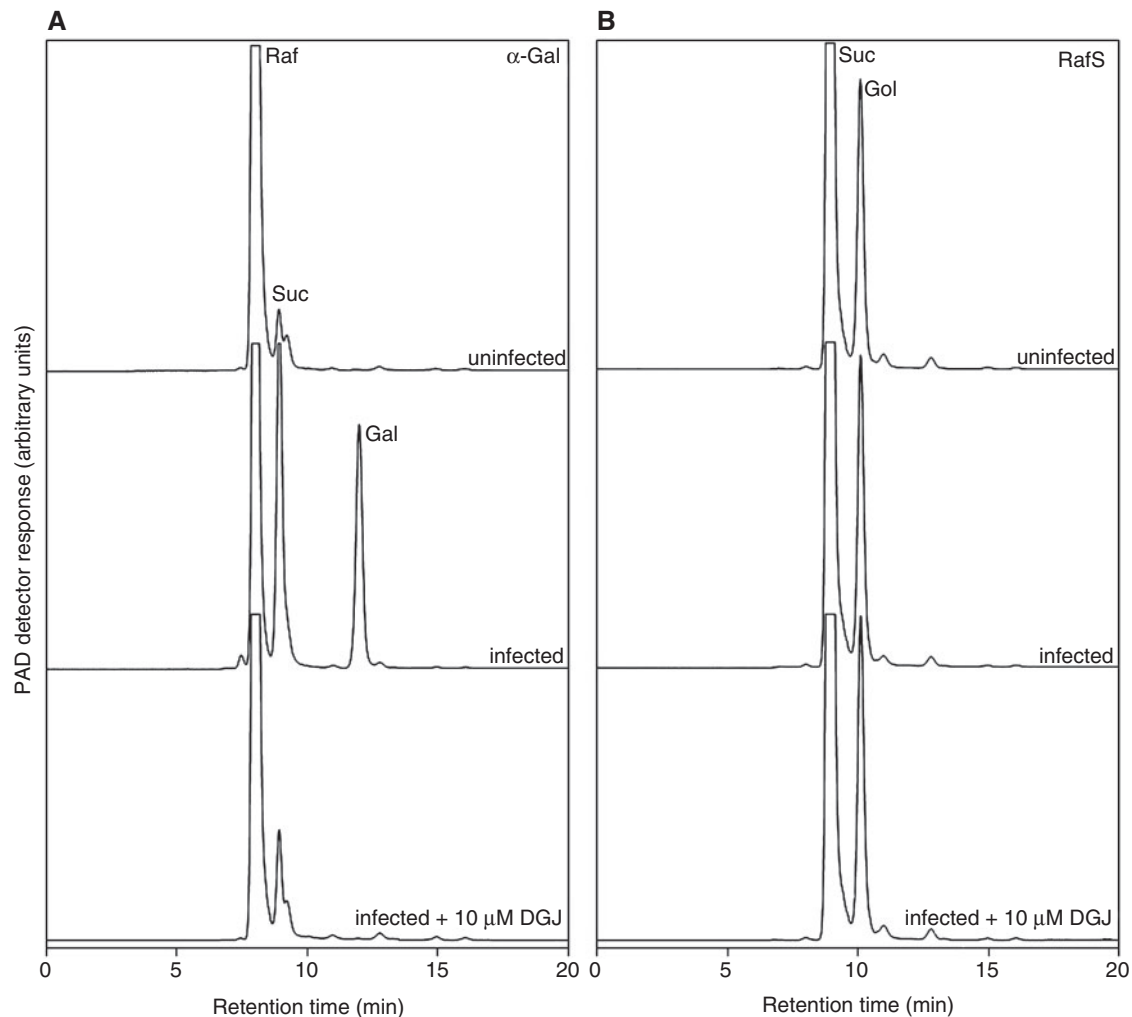 A
B
Raf
α-Gal
Suc
uninfected
Gal
infected
infected + 10 μM DGJ
0
5
10
15
20
Retention time (min)
PAD detector response (arbitrary units)
Suc
RafS
Gol
uninfected
infected
infected + 10 μM DGJ
0
5
10
15
20
Retention time (min)